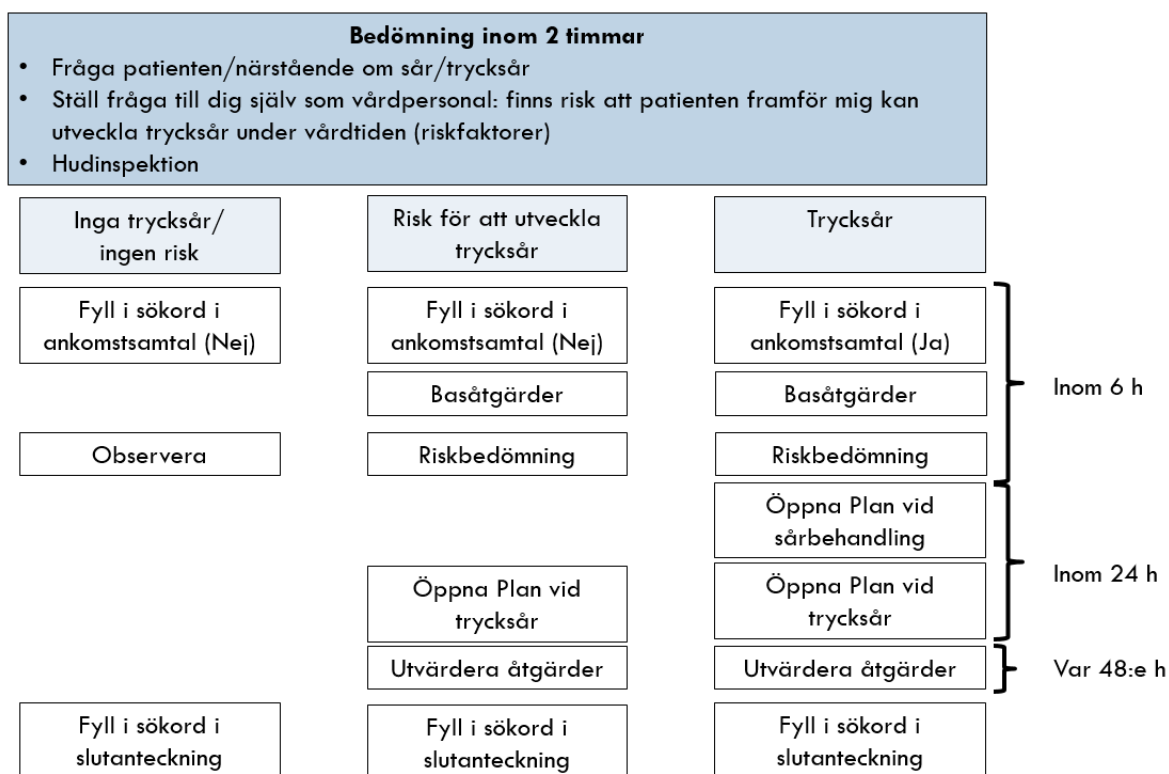 Bedömning inom 2 timmar
• Fråga patienten/närstående om sår/trycksår
• Ställ fråga till dig själv som vårdpersonal: finns risk att patienten framför mig kan
utveckla trycksår under vårdtiden (riskfaktorer)
• Hudinspektion
Inga trycksår/
ingen risk
Risk för att utveckla
trycksår
Trycksår
Fyll i sökord i
ankomstsamtal (Nej)
Fyll i sökord i
ankomstsamtal (Nej)
Fyll i sökord i
ankomstsamtal (Ja)
Basåtgärder
Basåtgärder
Inom 6 h
Observera
Riskbedömning
Riskbedömning
Öppna Plan vid
sårbehandling
Inom 24 h
Öppna Plan vid
trycksår
Öppna Plan vid
trycksår
Utvärdera åtgärder
Utvärdera åtgärder
Var 48:e h
Fyll i sökord i
slutanteckning
Fyll i sökord i
slutanteckning
Fyll i sökord i
slutanteckning